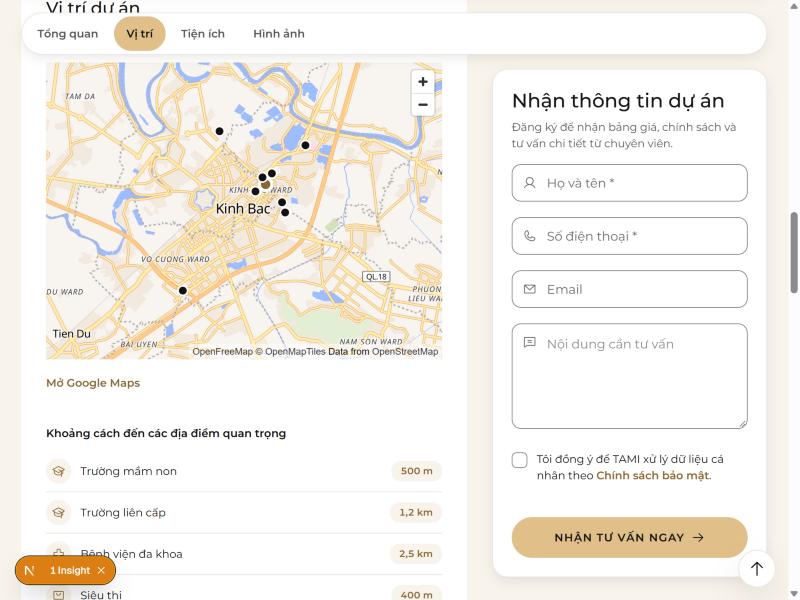 Vị trí dự án
Tổng quan
Vị trí
Tiện ích
Hình ảnh
TAM DA
+
−
KINH
WARD
Kinh Bac
VO CUONG WARD
QL.18
DU WARD
PHUON
LIEU WA
Tien Du
BAI UYEN
NAM SON WARD
OpenFreeMap © OpenMapTiles Data from OpenStreetMap
Mở Google Maps
Khoảng cách đến các địa điểm quan trọng
Trường mầm non
500 m
Trường liên cấp
1,2 km
Bệnh viện đa khoa
2,5 km
Siêu thị
400 m
N 1 Insight
Nhận thông tin dự án
Đăng ký để nhận bảng giá, chính sách và
tư vấn chi tiết từ chuyên viên.
Họ và tên *
Số điện thoại *
Email
Nội dung cần tư vấn
Tôi đồng ý để TAMI xử lý dữ liệu cá
nhân theo Chính sách bảo mật.
NHẬN TƯ VẤN NGAY →